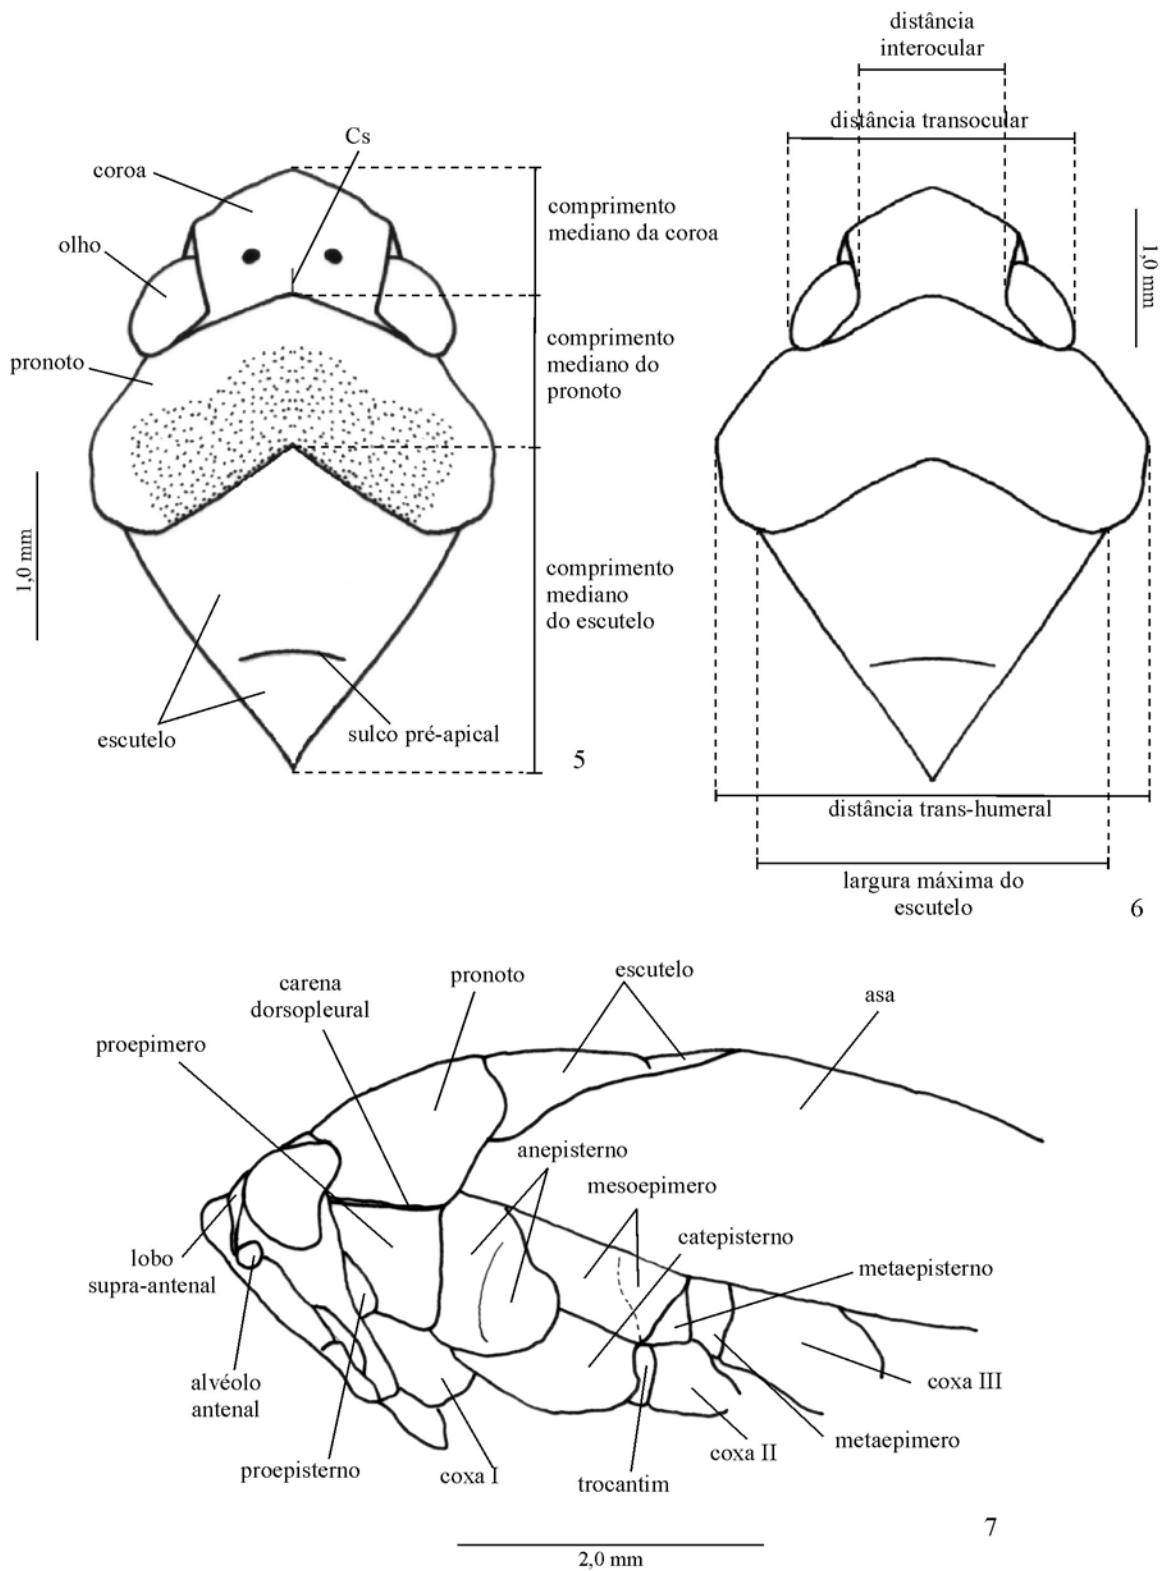 Cs
coroa
olho
pronoto
1,0 mm
escutelo
sulco pré-apical
comprimento
mediano da coroa
comprimento
mediano do
pronoto
comprimento
mediano
do escutelo
5
distância
interocular
distância transocular
1,0 mm
distância trans-humeral
largura máxima do
escutelo
6
carena
dorsopleural
pronoto
escutelo
asa
proepimero
anepisterno
mesoepimero
catepisterno
metaepisterno
lobo
supra-antenal
alvéolo
antenal
proepisterno
coxa I
trocantim
coxa II
metaepimero
coxa III
7
2,0 mm